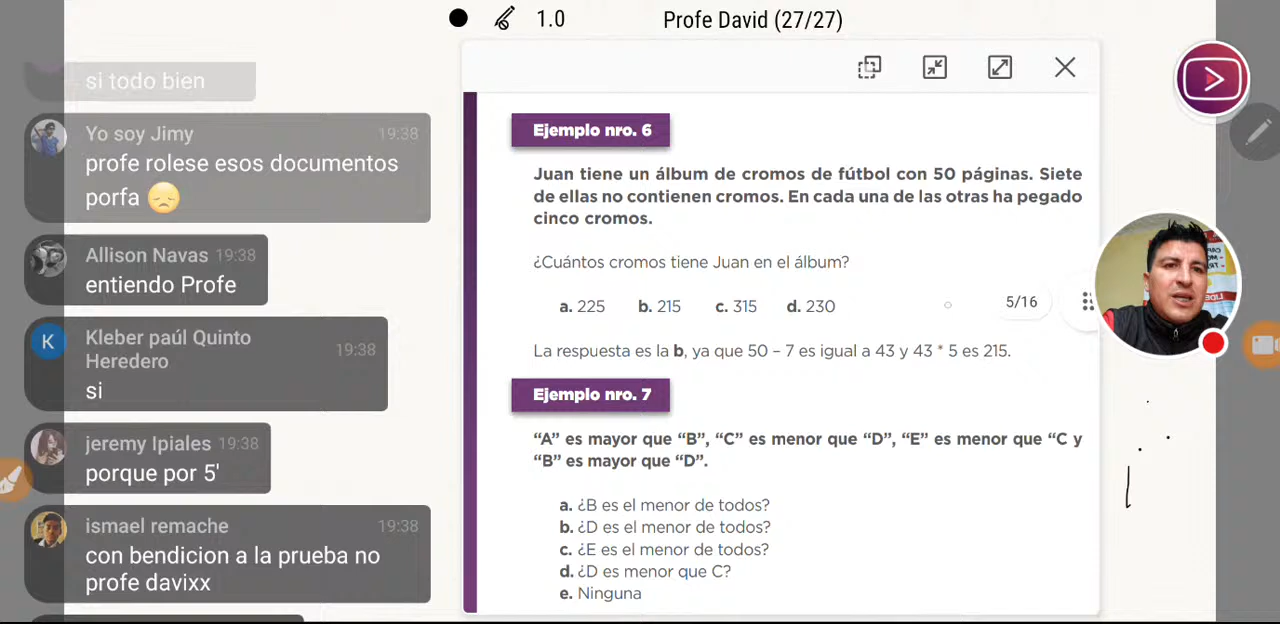 1.0
Profe David (27/27)
si todo bien
Yo soy Jimy 19:38
profe rolese esos documentos
porfa 😞
Allison Navas 19:38
entiendo Profe
K
Kleber paúl Quinto
Heredero 19:38
si
jeremy Ipiales 19:38
porque por 5'
ismael remache 19:38
con bendicion a la prueba no
profe davixx
Ejemplo nro. 6
Juan tiene un álbum de cromos de fútbol con 50 páginas. Siete
de ellas no contienen cromos. En cada una de las otras ha pegado
cinco cromos.
¿Cuántos cromos tiene Juan en el álbum?
a. 225 b. 215 c. 315 d. 230
5/16
La respuesta es la b, ya que 50 – 7 es igual a 43 y 43 * 5 es 215.
Ejemplo nro. 7
“A” es mayor que “B”, “C” es menor que “D”, “E” es menor que “C y
“B” es mayor que “D”.
a. ¿B es el menor de todos?
b. ¿D es el menor de todos?
c. ¿E es el menor de todos?
d. ¿D es menor que C?
e. Ninguna